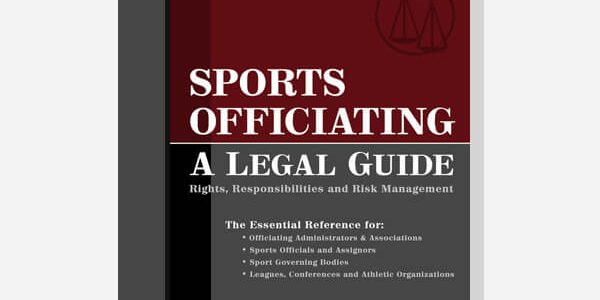 SPORTS
OFFICIATING
A LEGAL GUIDE
Rights, Responsibilities and Risk Management
The Essential Reference for:
• Officiating Administrators & Associations
• Sports Officials and Assignors
• Sport Governing Bodies
• Leagues, Conferences and Athletic Organizations